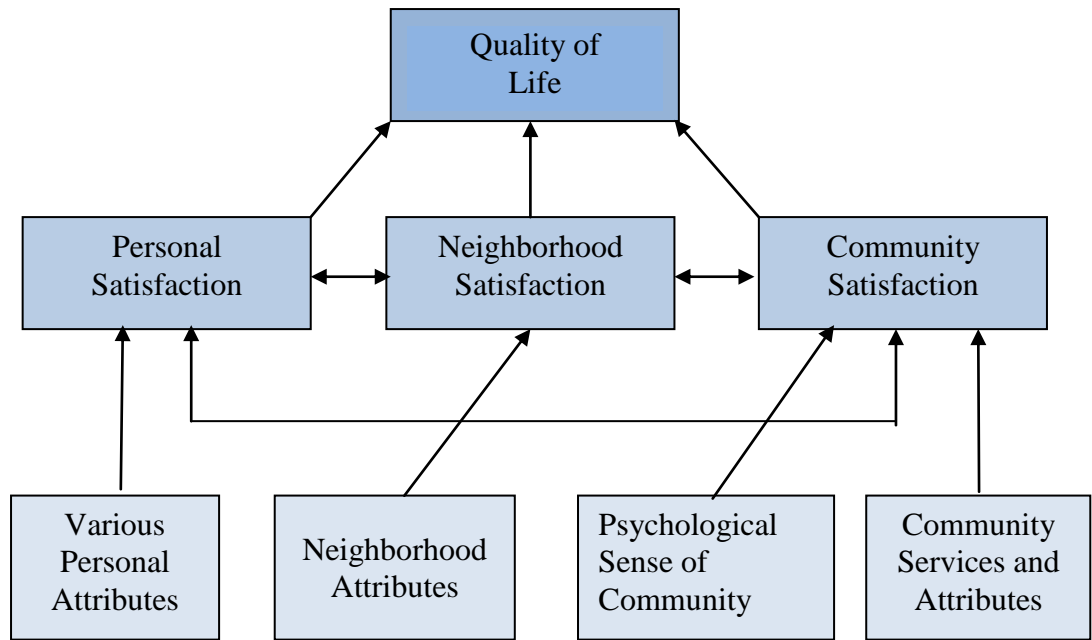 Quality of
Life
Personal
Satisfaction
Neighborhood
Satisfaction
Community
Satisfaction
Various
Personal
Attributes
Neighborhood
Attributes
Psychological
Sense of
Community
Community
Services and
Attributes